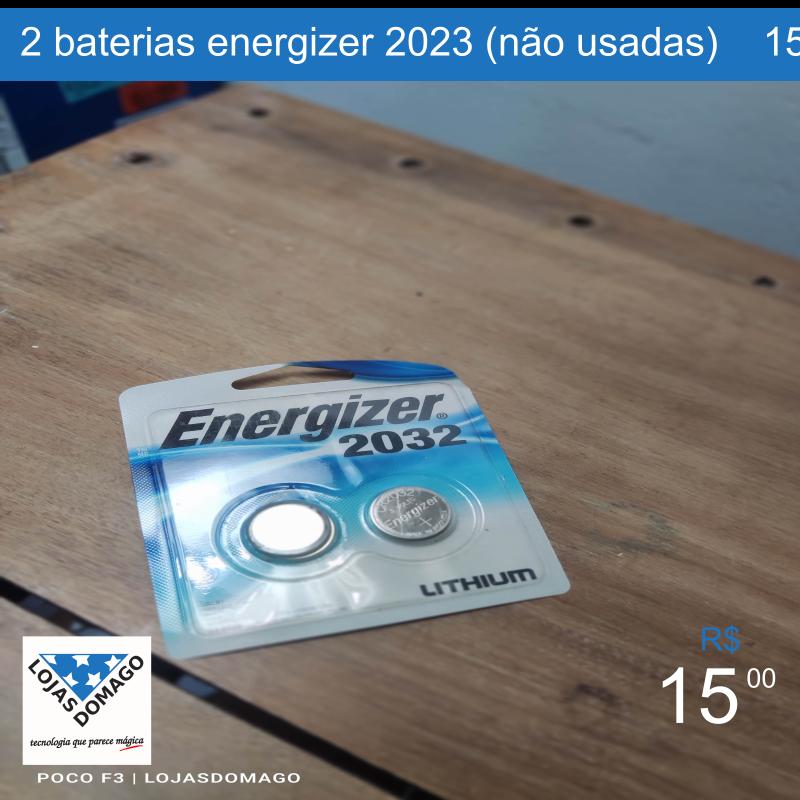 2 baterias energizer 2023 (não usadas) 15
Energizer®
2032
Energizer
LITHIUM
R$
15 00
LOJAS DOMAGO
tecnologia que parece mágica
POCO F3 | LOJASDOMAGO